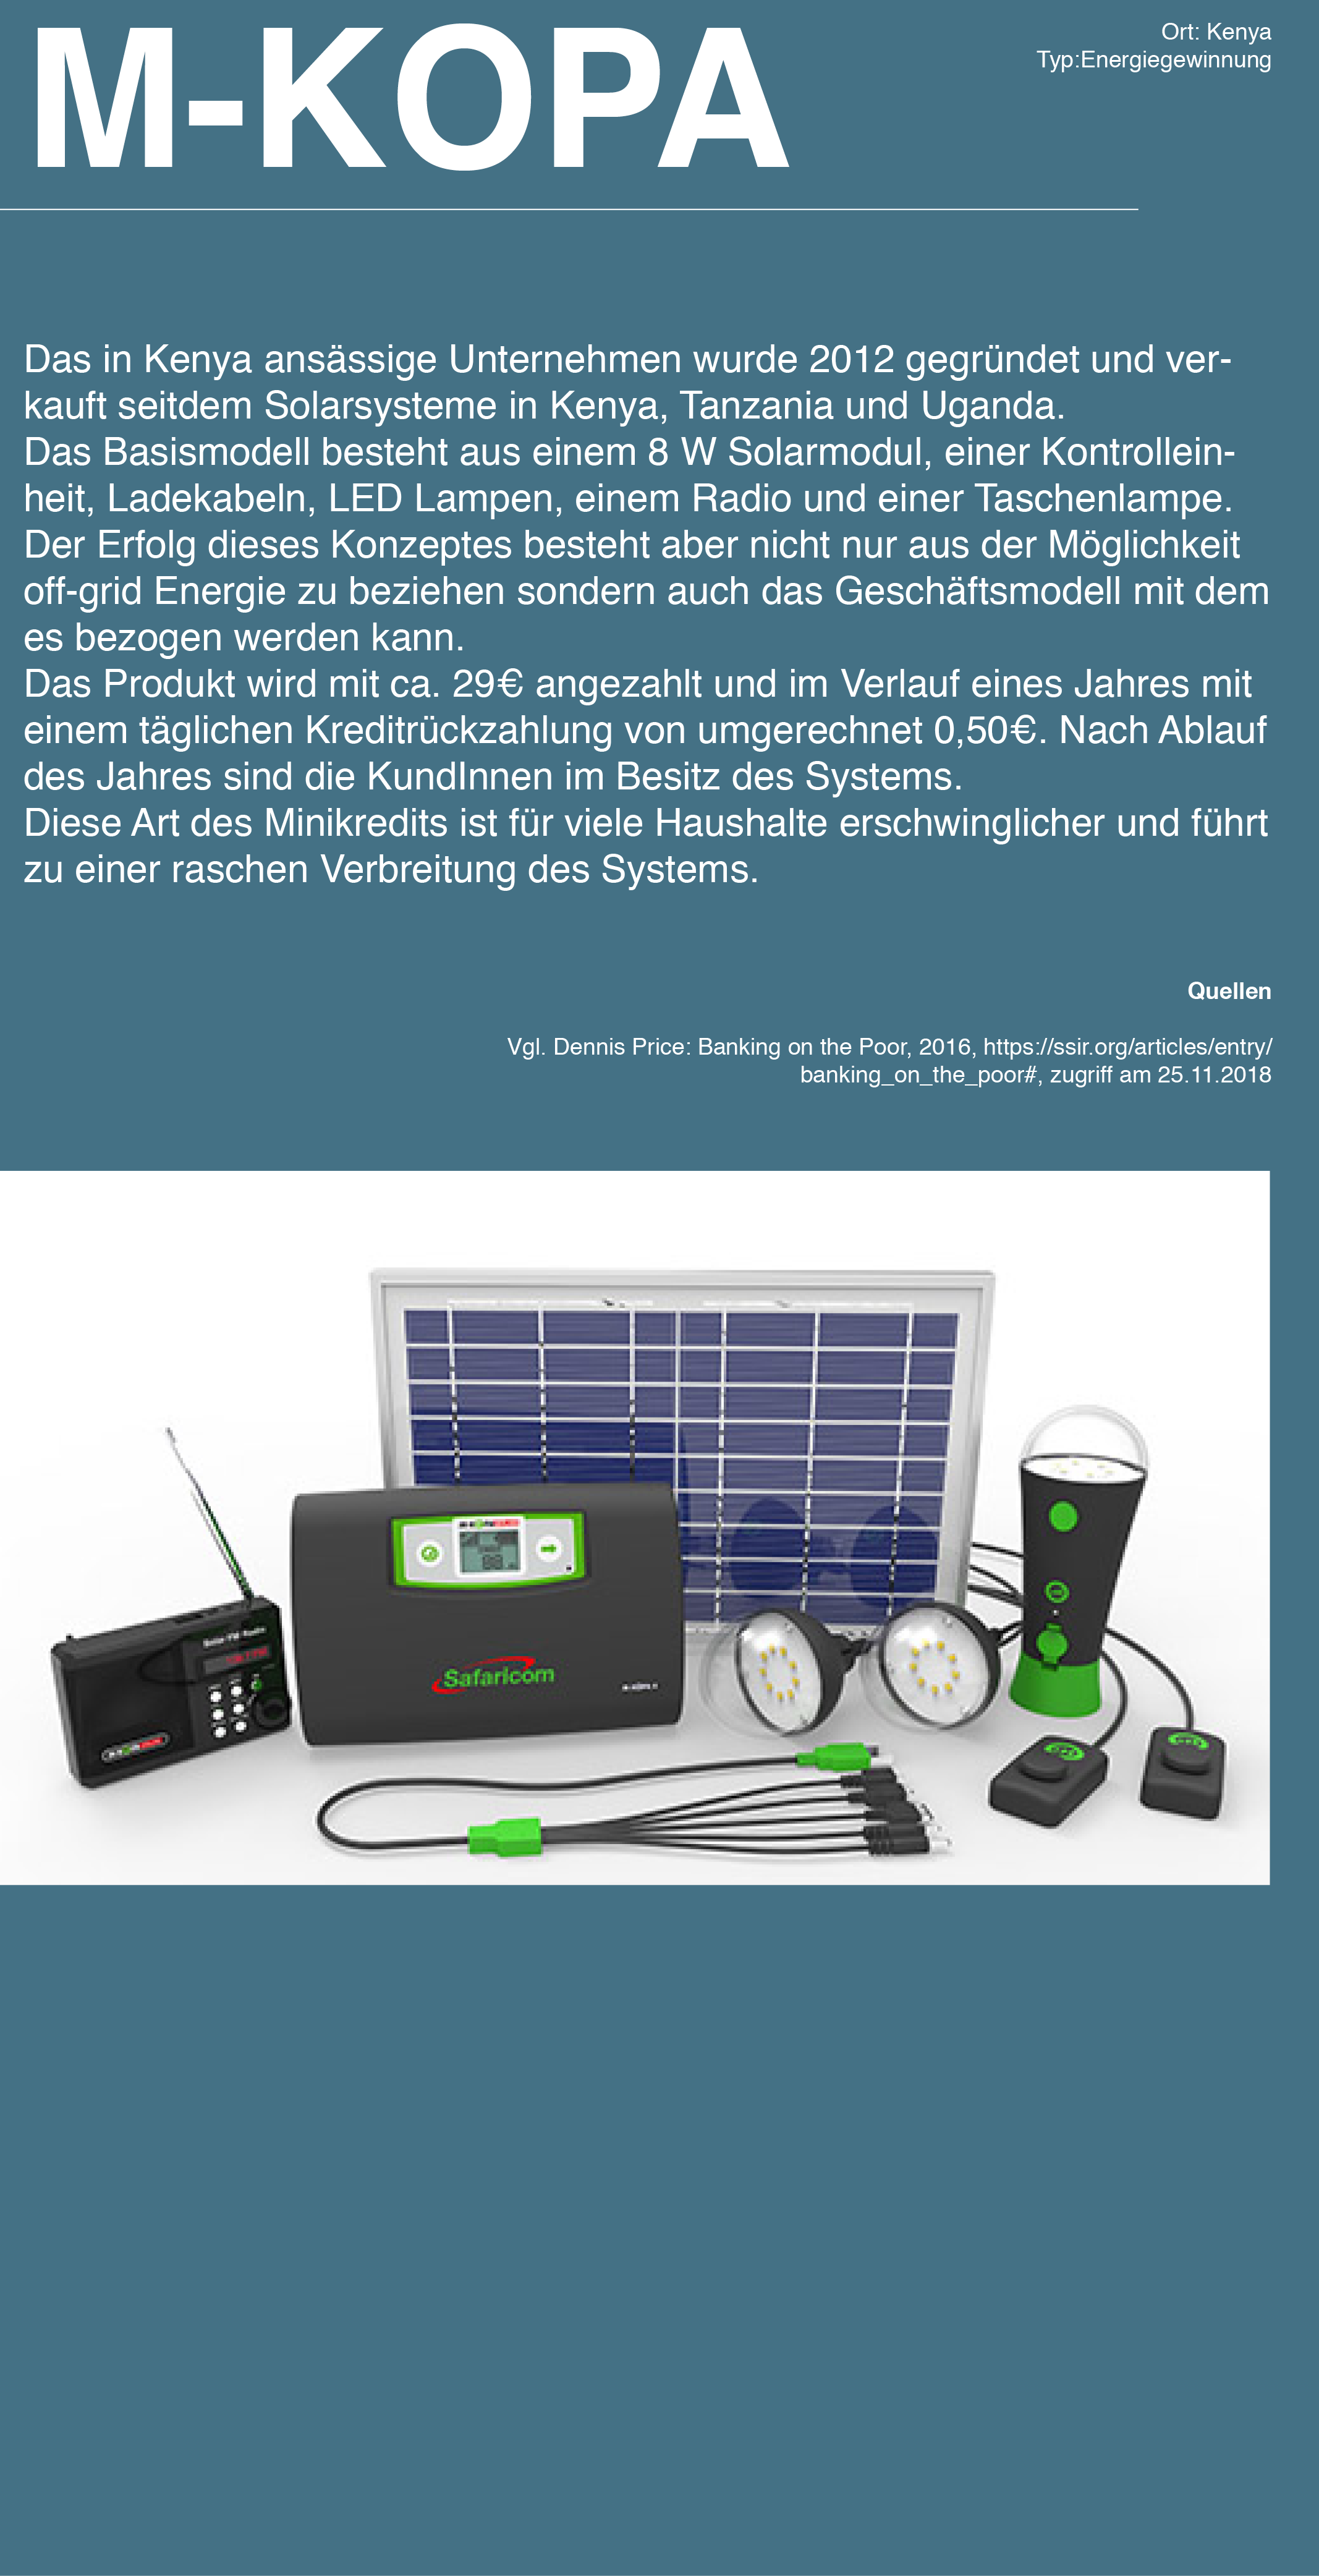 M-KOPA
Ort: Kenya
Typ:Energiegewinnung
Das in Kenya ansässige Unternehmen wurde 2012 gegründet und ver-
kauft seitdem Solarsysteme in Kenya, Tanzania und Uganda.
Das Basismodell besteht aus einem 8 W Solarmodul, einer Kontrollein-
heit, Ladekabeln, LED Lampen, einem Radio und einer Taschenlampe.
Der Erfolg dieses Konzeptes besteht aber nicht nur aus der Möglichkeit
off-grid Energie zu beziehen sondern auch das Geschäftsmodell mit dem
es bezogen werden kann.
Das Produkt wird mit ca. 29€ angezahlt und im Verlauf eines Jahres mit
einem täglichen Kreditrückzahlung von umgerechnet 0,50€. Nach Ablauf
des Jahres sind die KundInnen im Besitz des Systems.
Diese Art des Minikredits ist für viele Haushalte erschwinglicher und führt
zu einer raschen Verbreitung des Systems.
Quellen
Vgl. Dennis Price: Banking on the Poor, 2016, https://ssir.org/articles/entry/
banking_on_the_poor#, zugriff am 25.11.2018
Solar FM Radio
Safaricom